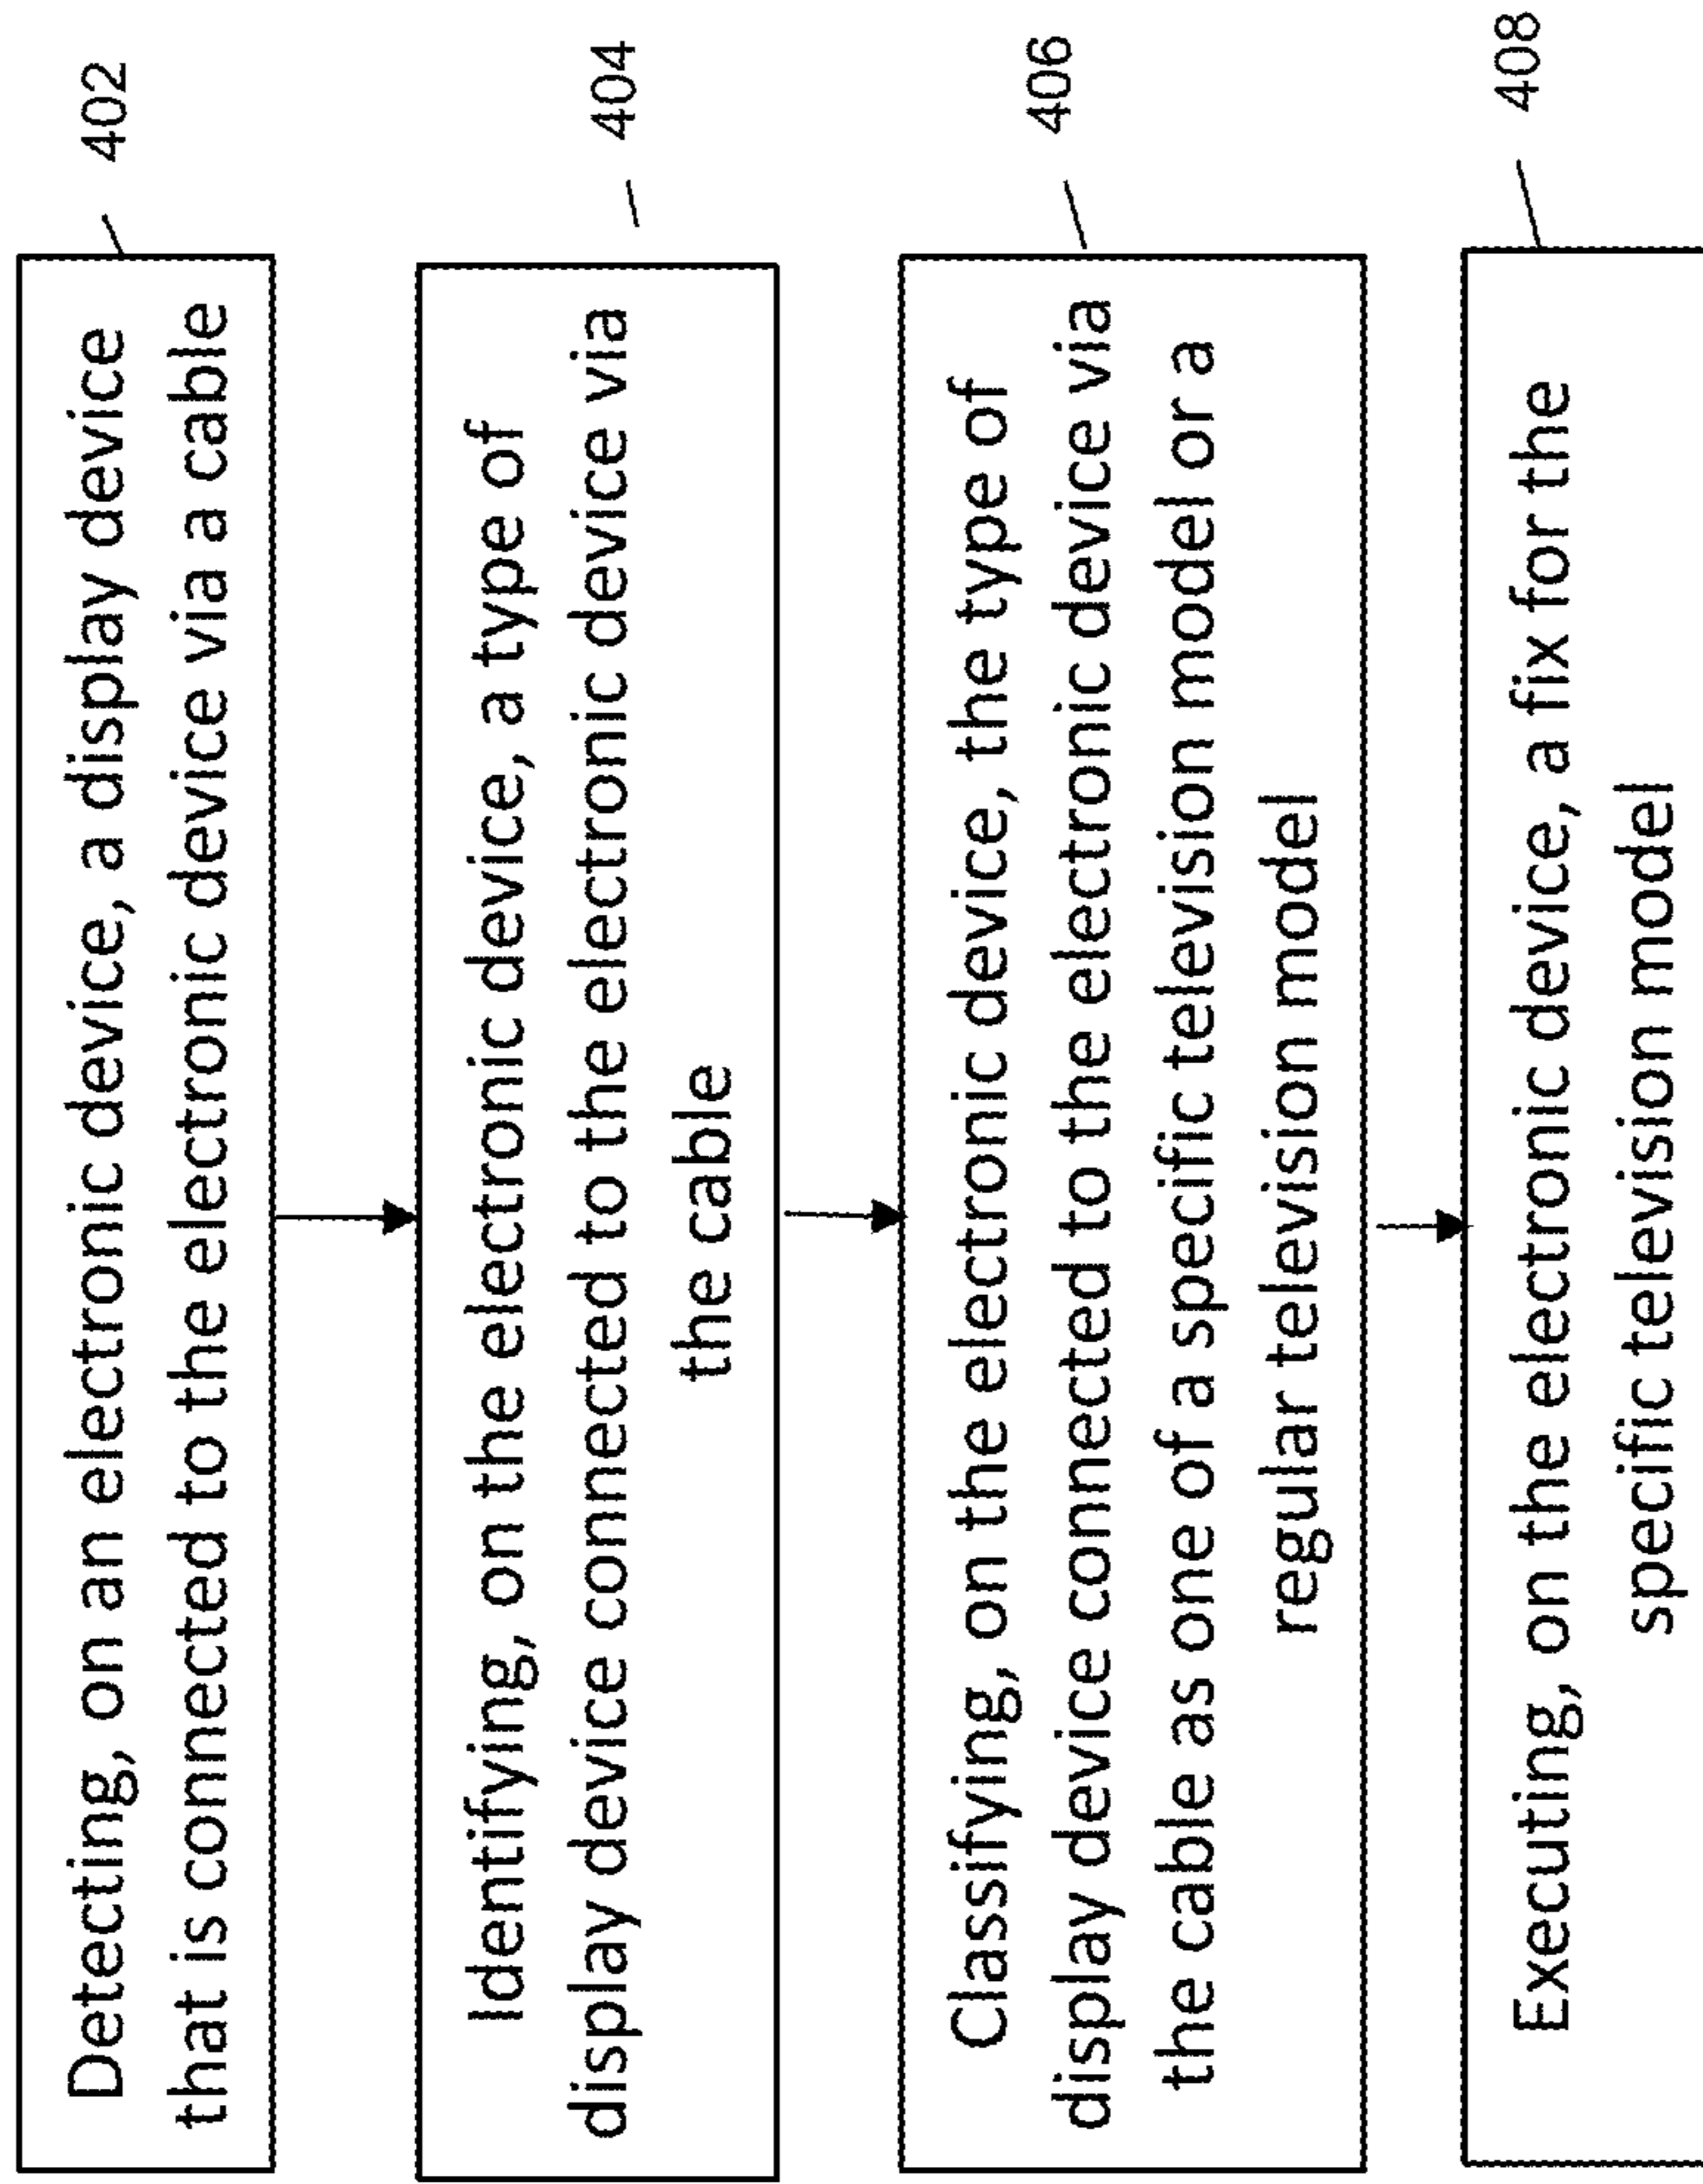 Detecting, on an electronic device, a display device
that is connected to the electronic device via a cable
402
Identifying, on the electronic device, a type of
display device connected to the electronic device via
the cable
404
Classifying, on the electronic device, the type of
display device connected to the electronic device via
the cable as one of a specific television model or a
regular television model
406
Executing, on the electronic device, a fix for the
specific television model
408